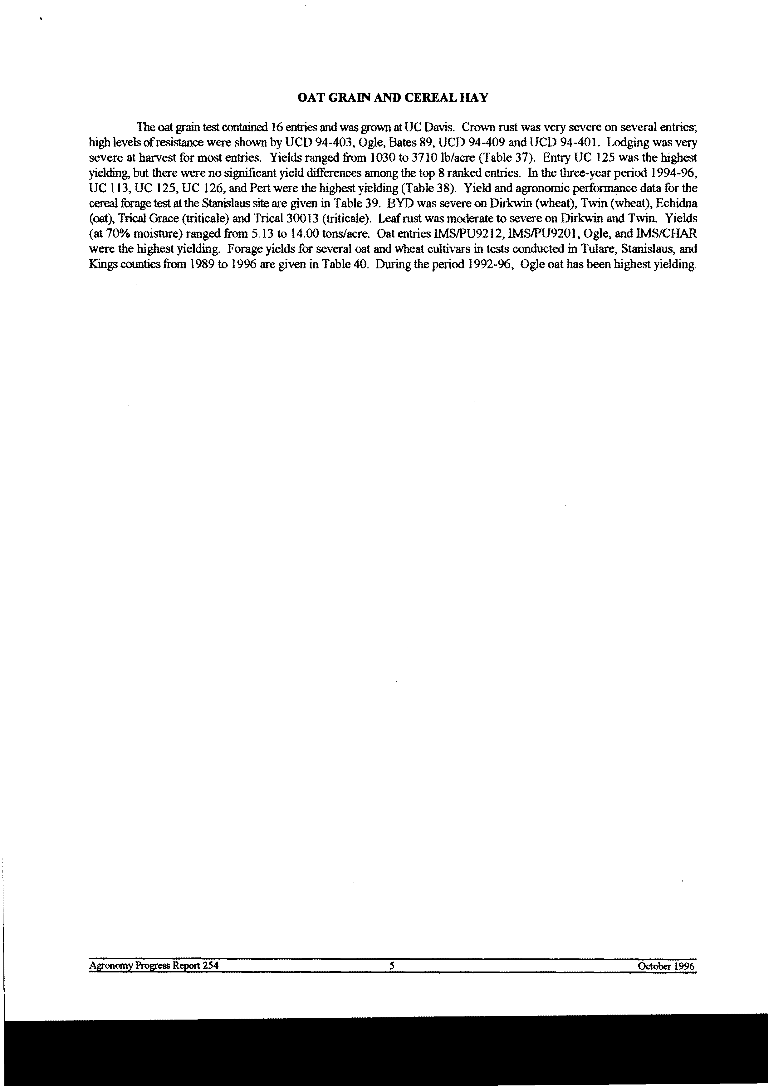 OAT GRAIN AND CEREAL HAY
The oat grain test contained 16 entries and was grown at UC Davis. Crown rust was very severe on several entries;
high levels of resistance were shown by UCD 94-403, Ogle, Bates 89, UCD 94-409 and UCD 94-401. Lodging was very
severe at harvest for most entries. Yields ranged from 1030 to 3710 lb/acre (Table 37). Entry UC 125 was the highest
yielding, but there were no significant yield differences among the top 8 ranked entries. In the three-year period 1994-96,
UC 113, UC 125, UC 126, and Pert were the highest yielding (Table 38). Yield and agronomic performance data for the
cereal forage test at the Stanislaus site are given in Table 39. BYD was severe on Dirkwin (wheat), Twin (wheat), Echidna
(oat), Trical Grace (triticale) and Trical 30013 (triticale). Leaf rust was moderate to severe on Dirkwin and Twin. Yields
(at 70% moisture) ranged from 5.13 to 14.00 tons/acre. Oat entries IMS/PU9212, IMS/PU9201, Ogle, and IMS/CHAR
were the highest yielding. Forage yields for several oat and wheat cultivars in tests conducted in Tulare, Stanislaus, and
Kings counties from 1989 to 1996 are given in Table 40. During the period 1992-96, Ogle oat has been highest yielding.
Agronomy Progress Report 254 5 October 1996